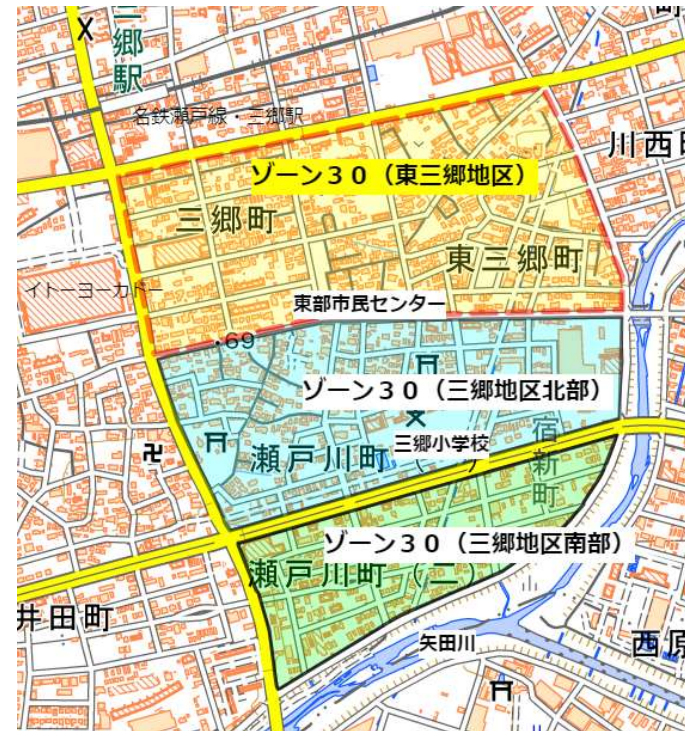 三郷駅
名鉄瀬戸線・三郷駅
川西町
ゾーン３０（東三郷地区）
三郷町
東三郷町
イトーヨーカドー
東部市民センター
・69
ゾーン３０（三郷地区北部）
三郷小学校
瀬戸川町
宿新町
ゾーン３０（三郷地区南部）
瀬戸川町（二）
井田町
矢田川
西原